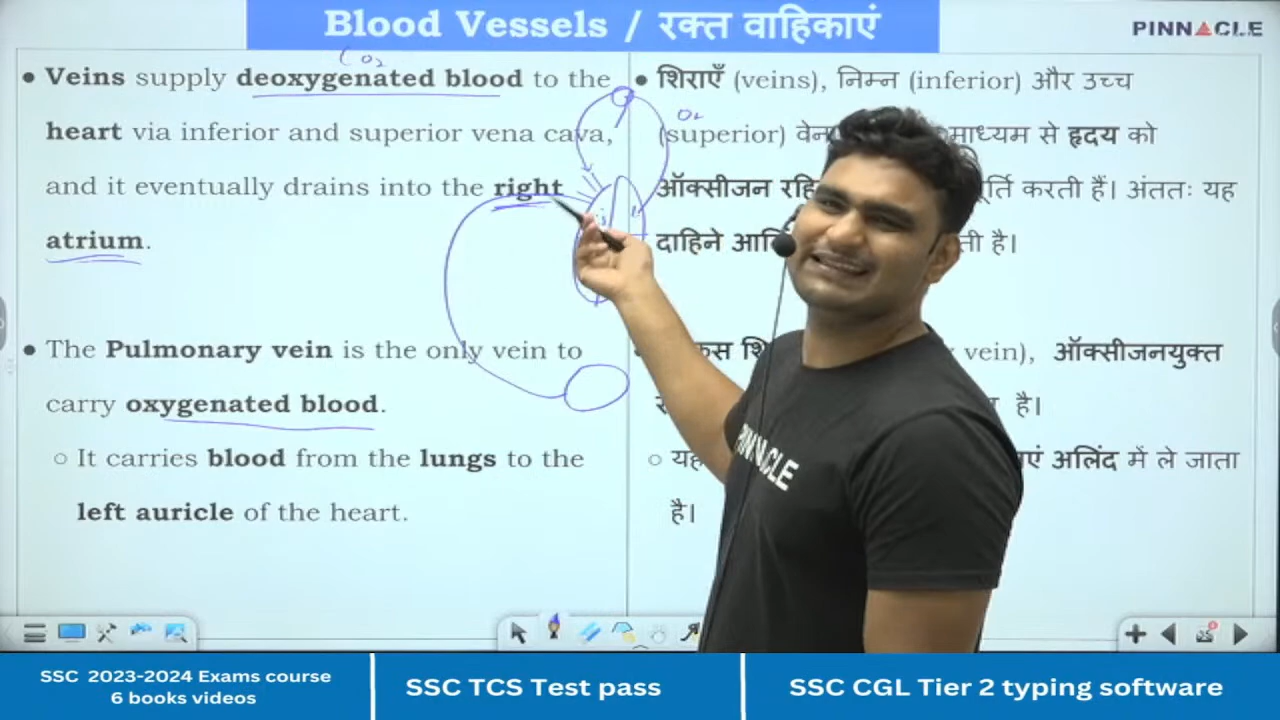 Blood Vessels / रक्त वाहिकाएं
PINNACLE
CO₂
• Veins supply deoxygenated blood to the
heart via inferior and superior vena cava,
and it eventually drains into the right
atrium.
• The Pulmonary vein is the only vein to
carry oxygenated blood.
○ It carries blood from the lungs to the
left auricle of the heart.
• शिराएँ (veins), निम्न (inferior) और उच्च
O₂
(superior) माध्यम से हृदय को
ऑक्सीजन करती हैं। अंततः यह
दाहिने है।
vein), ऑक्सीजनयुक्त
है।
○ अलिंद में ले जाता
है।
PINNACLE
SSC 2023-2024 Exams course
6 books videos
SSC TCS Test pass
SSC CGL Tier 2 typing software